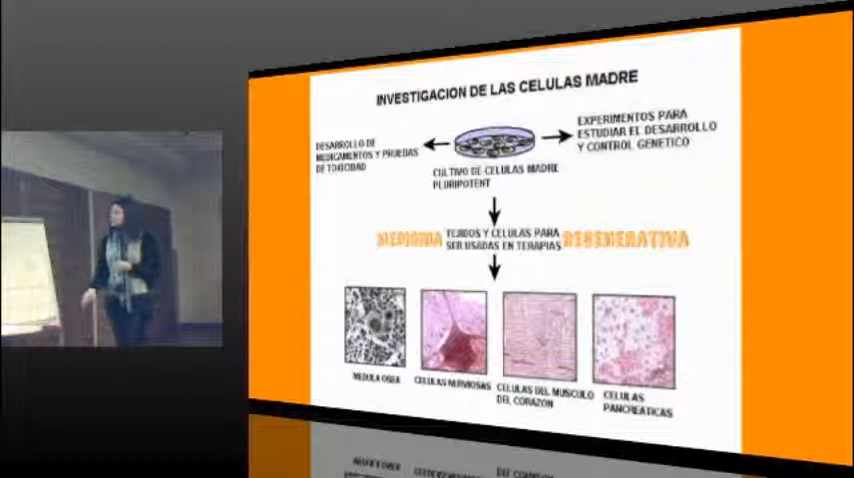 INVESTIGACION DE LAS CELULAS MADRE
DESARROLLO DE
MEDICAMENTOS Y PRUEBAS
DE TOXICIDAD
EXPERIMENTOS PARA
ESTUDIAR EL DESARROLLO
Y CONTROL GENETICO
CULTIVO DE CELULAS MADRE
PLURIPOTENT
MEDICINA
TEJIDOS Y CELULAS PARA
SER USADAS EN TERAPIAS
REGENERATIVA
MEDULA OSEA
CELULAS NERVIOSAS
CELULAS DEL MUSCULO
DEL CORAZON
CELULAS
PANCREATICAS